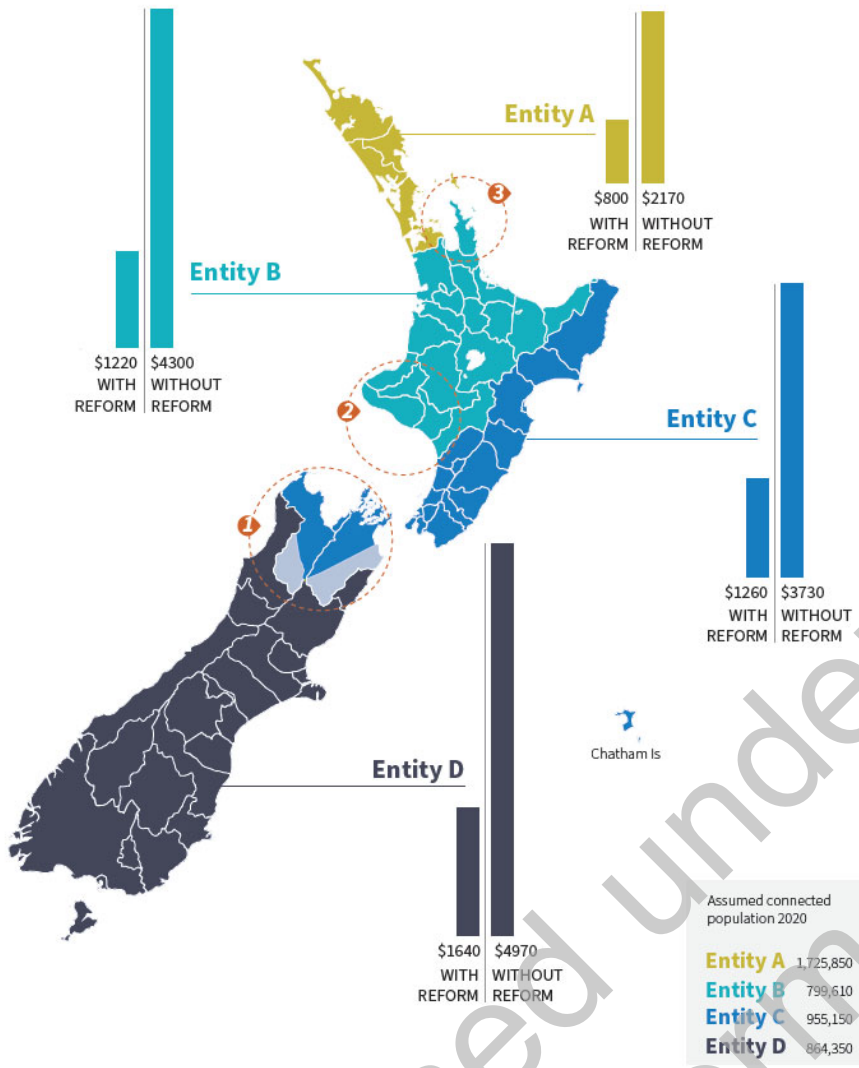 Entity A
$800
WITH
REFORM
$2170
WITHOUT
REFORM
3
Entity B
$1220
WITH
REFORM
$4300
WITHOUT
REFORM
2
Entity C
$1260
WITH
REFORM
$3730
WITHOUT
REFORM
1
Chatham Is
Entity D
$1640
WITH
REFORM
$4970
WITHOUT
REFORM
Assumed connected
population 2020
Entity A 1,725,850
Entity B 799,610
Entity C 955,150
Entity D 864,350